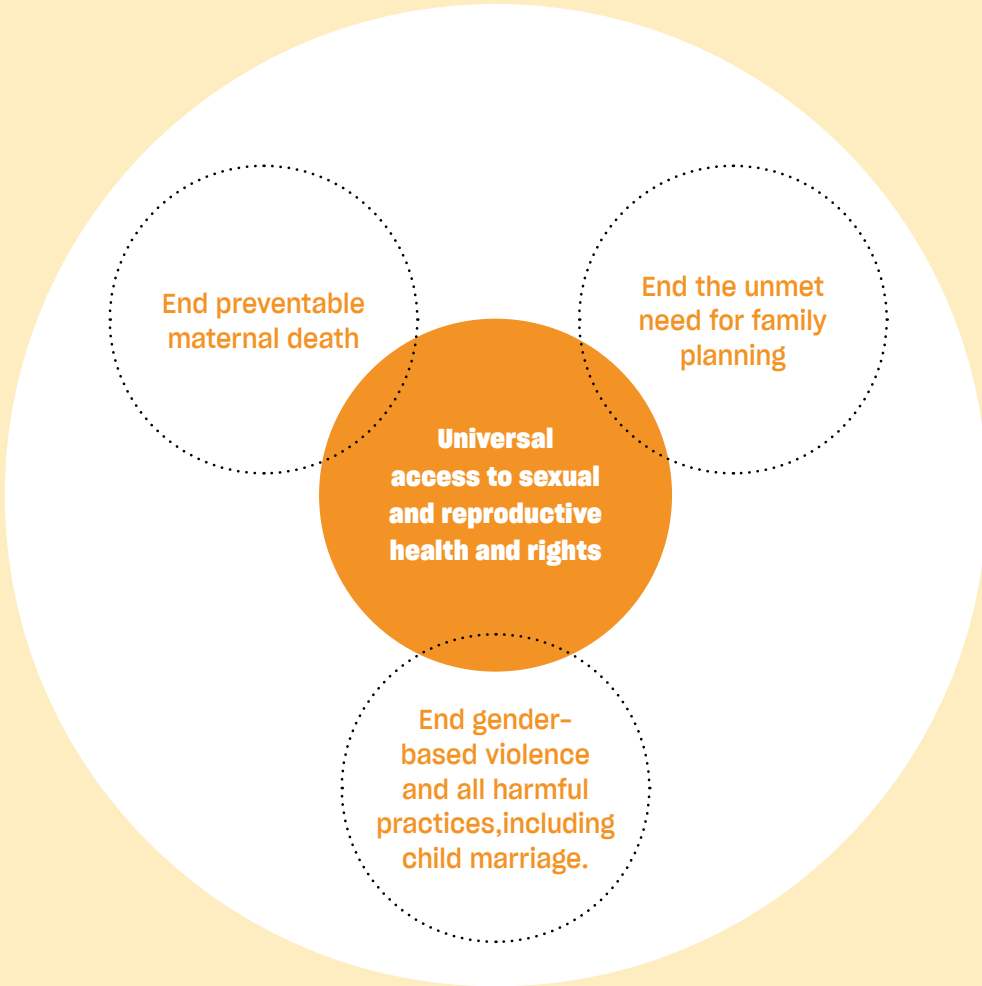 End preventable
maternal death
End the unmet
need for family
planning
Universal
access to sexual
and reproductive
health and rights
End gender-
based violence
and all harmful
practices,including
child marriage.